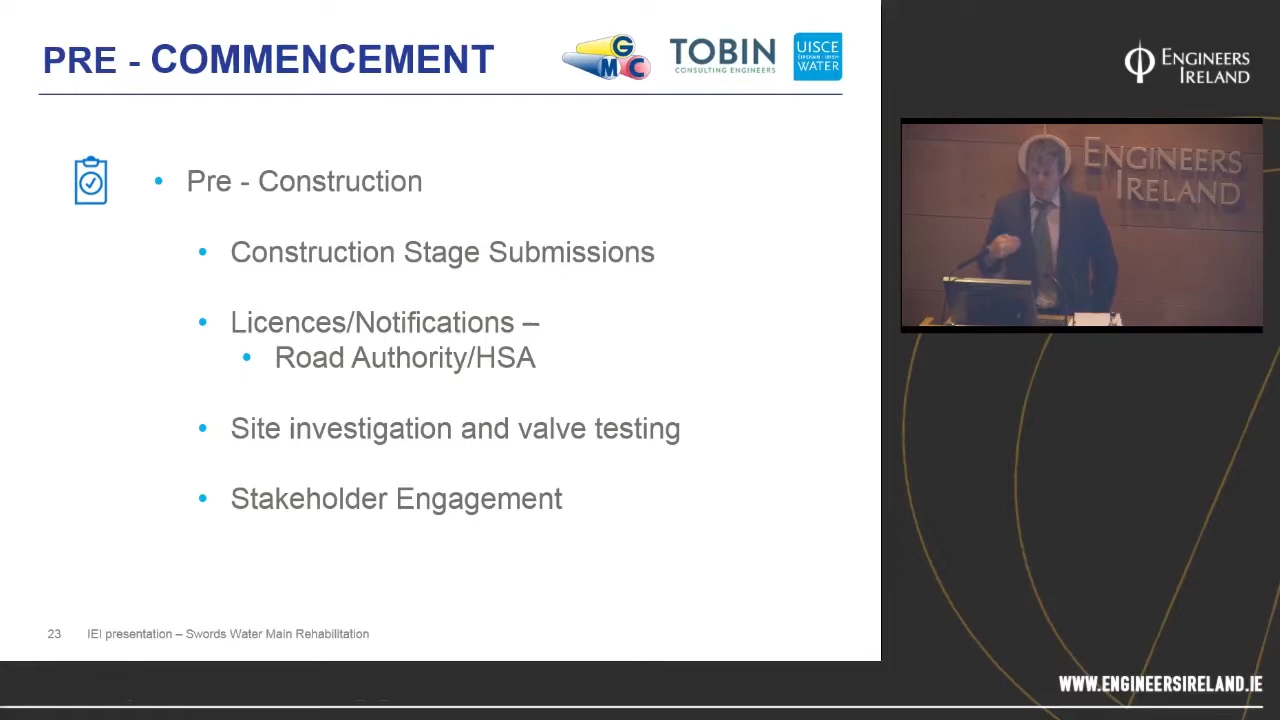 PRE - COMMENCEMENT
GMC
TOBIN
CONSULTING ENGINEERS
UISCE
ÉIREANN : IRISH
WATER
ENGINEERS
IRELAND
• Pre - Construction
• Construction Stage Submissions
• Licences/Notifications –
• Road Authority/HSA
• Site investigation and valve testing
• Stakeholder Engagement
23 IEI presentation – Swords Water Main Rehabilitation
ENGINEERS
IRELAND
WWW.ENGINEERSIRELAND.IE